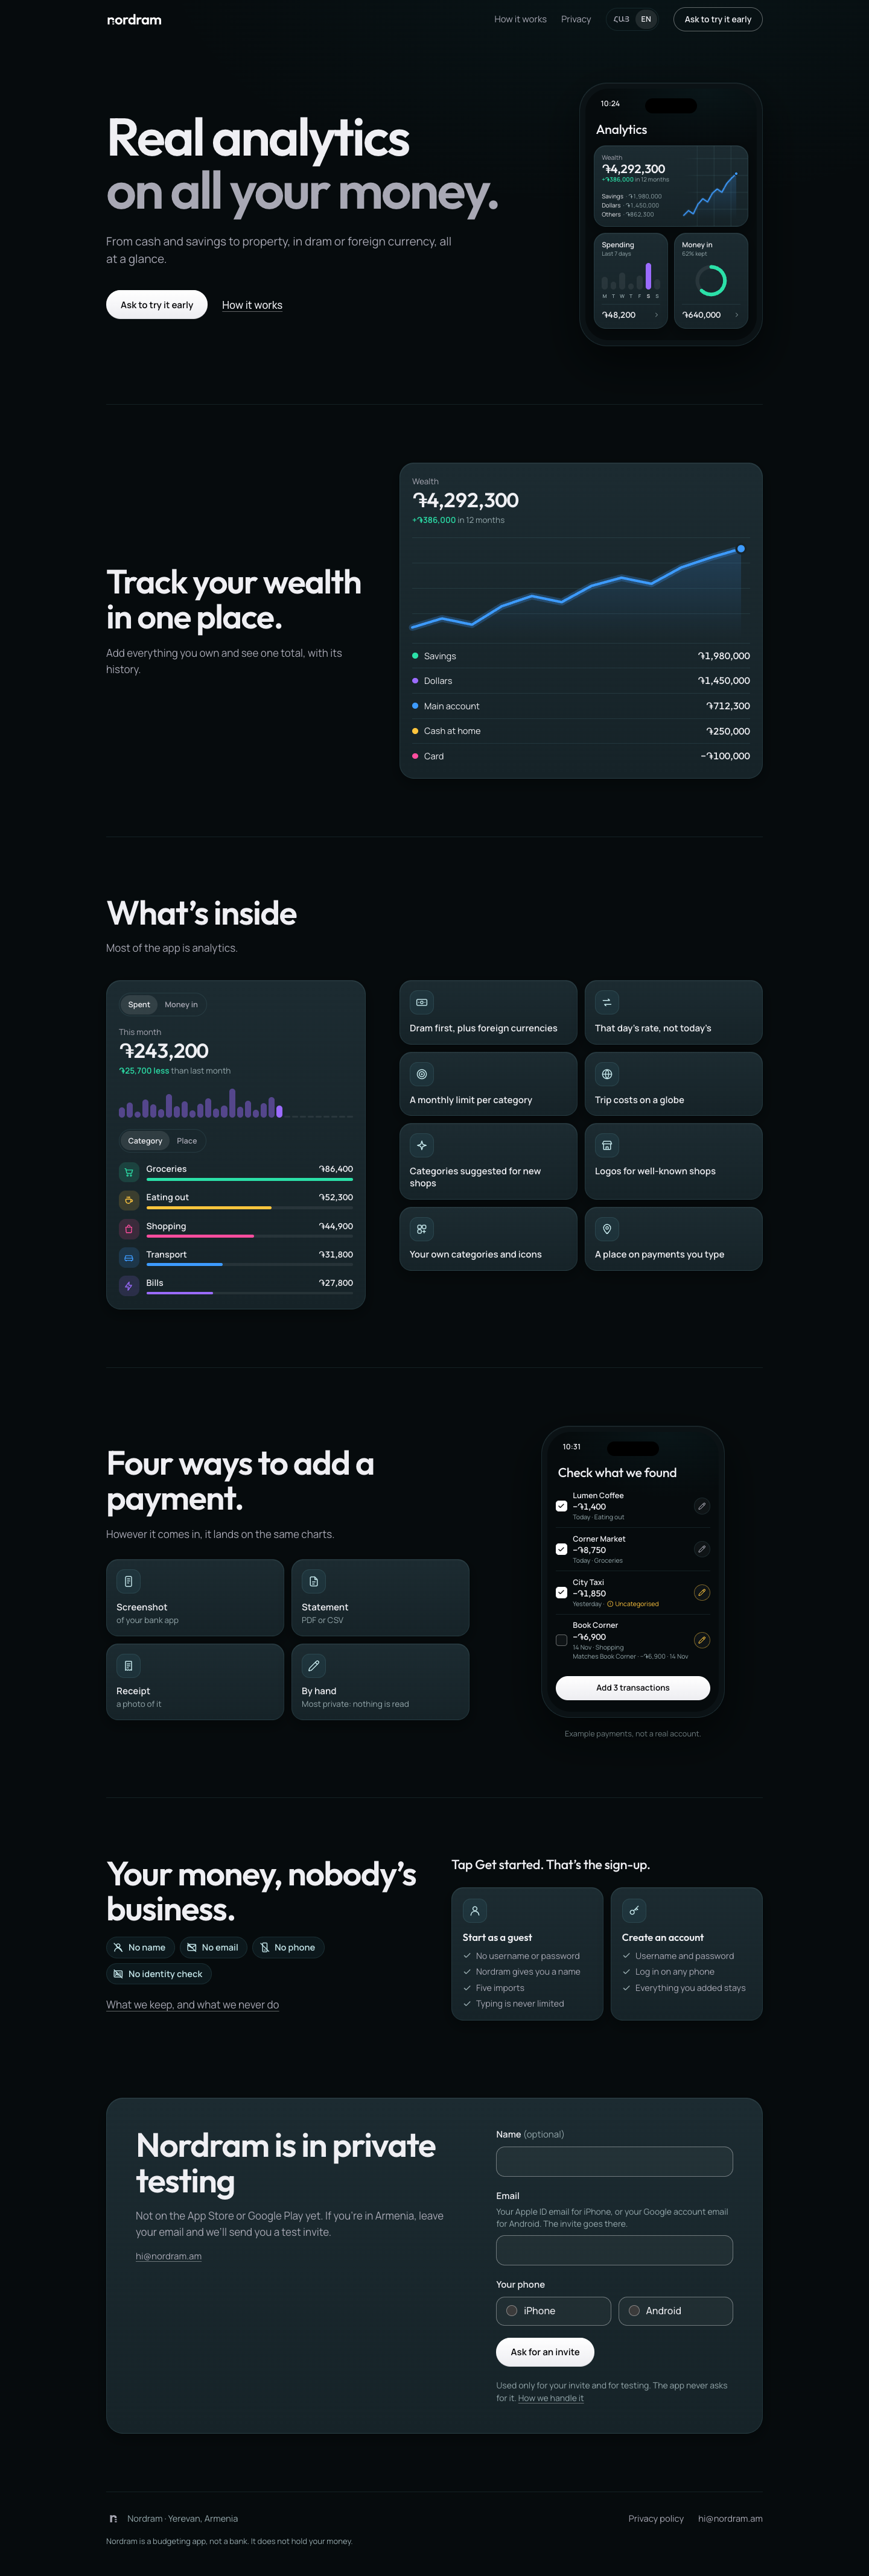 nordram
How it works
Privacy
ՀԱՅ
EN
Ask to try it early
Real analytics
on all your money.
From cash and savings to property, in dram or foreign currency, all
at a glance.
Ask to try it early
How it works
10:24
Analytics
Wealth
֏4,292,300
+֏386,000 in 12 months
Savings · ֏1,980,000
Dollars · ֏1,450,000
Others · ֏862,300
Spending
Last 7 days
M T W T F S S
֏48,200
Money in
62% kept
֏640,000
Track your wealth
in one place.
Add everything you own and see one total, with its
history.
Wealth
֏4,292,300
+֏386,000 in 12 months
Savings ֏1,980,000
Dollars ֏1,450,000
Main account ֏712,300
Cash at home ֏250,000
Card −֏100,000
What's inside
Most of the app is analytics.
Spent
Money in
This month
֏243,200
֏25,700 less than last month
Category
Place
Groceries ֏86,400
Eating out ֏52,300
Shopping ֏44,900
Transport ֏31,800
Bills ֏27,800
Dram first, plus foreign currencies
That day's rate, not today's
A monthly limit per category
Trip costs on a globe
Categories suggested for new
shops
Logos for well-known shops
Your own categories and icons
A place on payments you type
Four ways to add a
payment.
However it comes in, it lands on the same charts.
Screenshot
of your bank app
Statement
PDF or CSV
Receipt
a photo of it
By hand
Most private: nothing is read
10:31
Check what we found
Lumen Coffee
−֏1,400
Today · Eating out
Corner Market
−֏8,750
Today · Groceries
City Taxi
−֏1,850
Yesterday · Uncategorised
Book Corner
−֏6,900
14 Nov · Shopping
Matches Book Corner · −֏6,900 · 14 Nov
Add 3 transactions
Example payments, not a real account.
Your money, nobody's
business.
No name
No email
No phone
No identity check
What we keep, and what we never do
Tap Get started. That's the sign-up.
Start as a guest
No username or password
Nordram gives you a name
Five imports
Typing is never limited
Create an account
Username and password
Log in on any phone
Everything you added stays
Nordram is in private
testing
Not on the App Store or Google Play yet. If you're in Armenia, leave
your email and we'll send you a test invite.
hi@nordram.am
Name (optional)
Email
Your Apple ID email for iPhone, or your Google account email
for Android. The invite goes there.
Your phone
iPhone
Android
Ask for an invite
Used only for your invite and for testing. The app never asks
for it. How we handle it
Nordram · Yerevan, Armenia
Privacy policy
hi@nordram.am
Nordram is a budgeting app, not a bank. It does not hold your money.